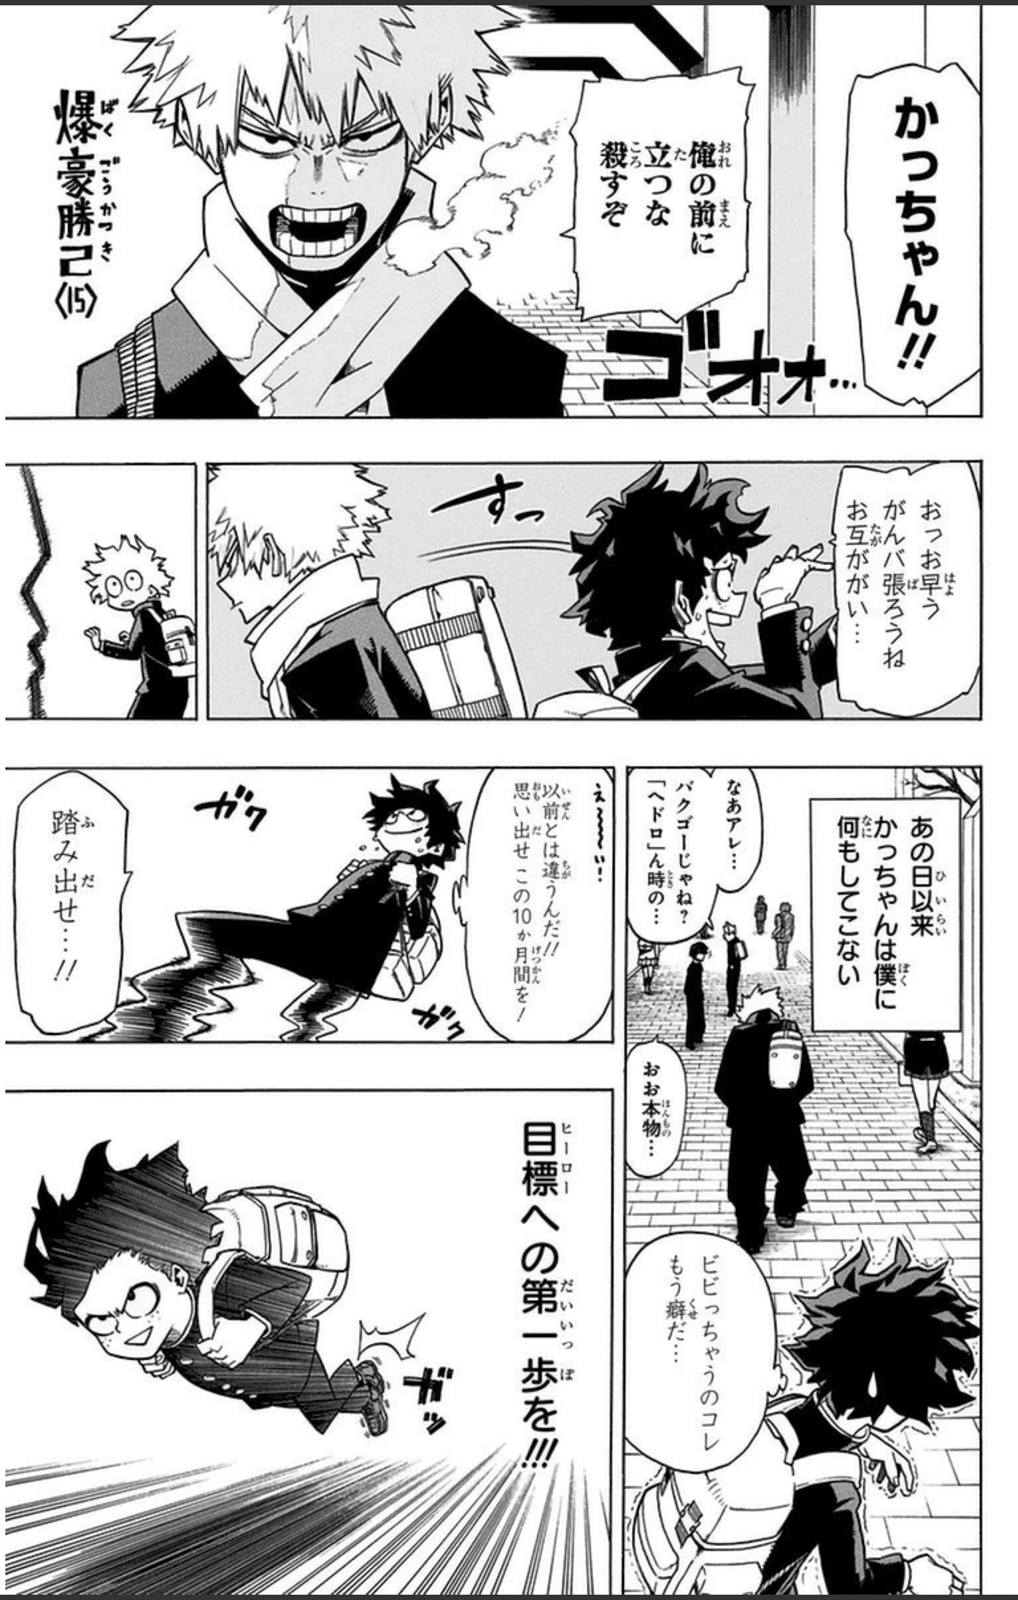 かっちゃん!!
俺の前に
立つな
殺すぞ
ゴオオ…
爆豪勝己
〈15〉
おっお早う
がんバ張ろうね
お互ががい…
すっ
あの日以来
かっちゃんは僕に
何もしてこない
なあアレ…
バクゴーじゃね?
「ヘドロ」ん時の…
おお本物…
ビビっちゃうのコレ
もう癖だ…
え〜〜〜い!
以前とは違うんだ!!
思い出せ この10か月間を!
ガク
ガク
踏み出せ…!!
目標への第一歩を!!!
ガッ